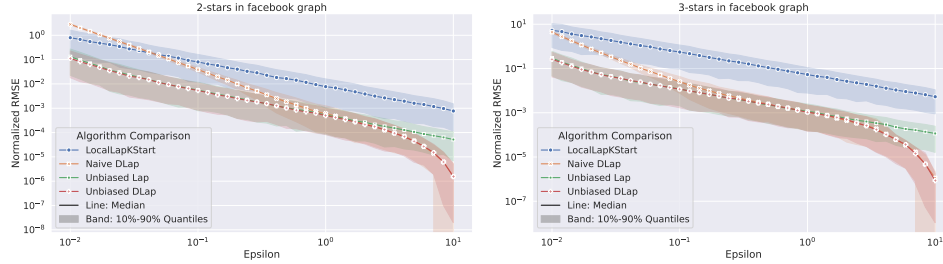 2-stars in facebook graph
Normalized RMSE
10^0
10^-1
10^-2
10^-3
10^-4
10^-5
10^-6
10^-7
10^-8
Algorithm Comparison
LocalLapKStart
Naive DLap
Unbiased Lap
Unbiased DLap
Line: Median
Band: 10%-90% Quantiles
10^-2
10^-1
10^0
10^1
Epsilon
3-stars in facebook graph
Normalized RMSE
10^1
10^-1
10^-3
10^-5
10^-7
Algorithm Comparison
LocalLapKStart
Naive DLap
Unbiased Lap
Unbiased DLap
Line: Median
Band: 10%-90% Quantiles
10^-2
10^-1
10^0
10^1
Epsilon